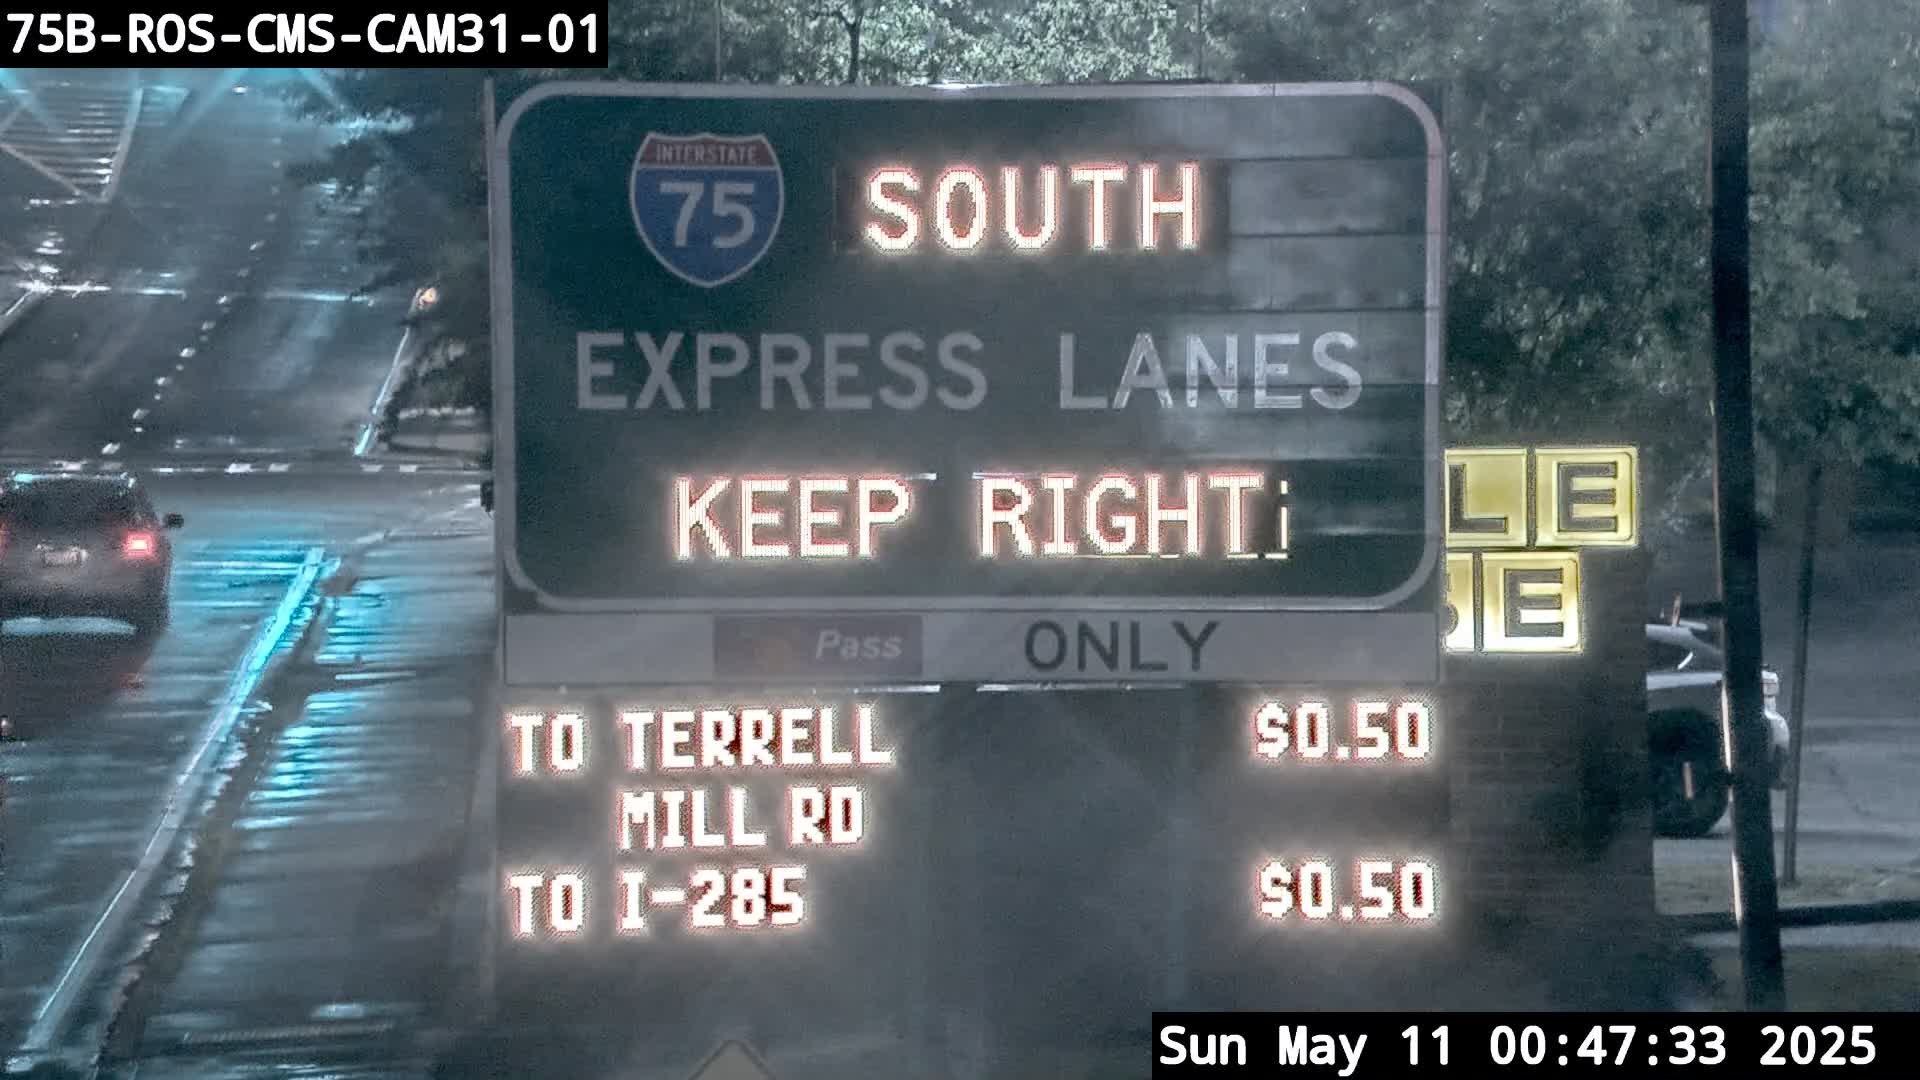 75B-ROS-CMS-CAM31-01
INTERSTATE
75
SOUTH
EXPRESS LANES
KEEP RIGHT
Pass ONLY
TO TERRELL $0.50
MILL RD
TO I-285 $0.50
LE
E
Sun May 11 00:47:33 2025